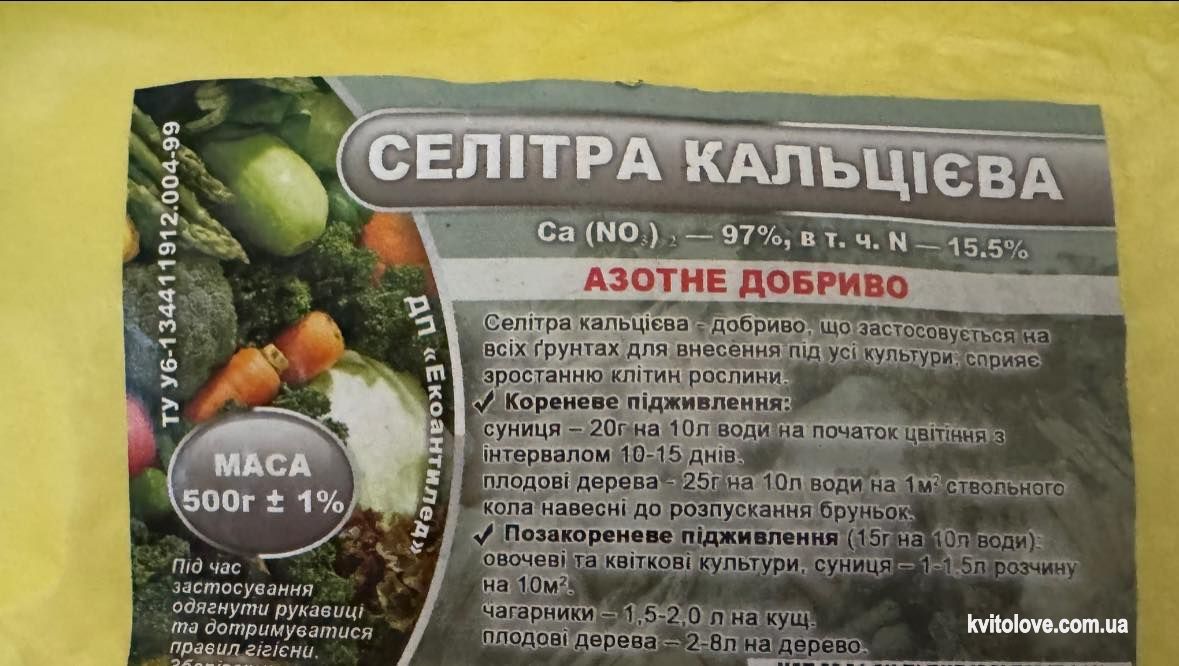 СЕЛІТРА КАЛЬЦІЄВА
Ca (NO₃)₂ — 97%, в т. ч. N — 15.5%
АЗОТНЕ ДОБРИВО
Селітра кальцієва - добриво, що застосовується на
всіх ґрунтах для внесення під усі культури, сприяє
зростанню клітин рослини.
✓ Кореневе підживлення:
суниця – 20г на 10л води на початок цвітіння з
інтервалом 10-15 днів.
плодові дерева - 25г на 10л води на 1м² ствольного
кола навесні до розпускання бруньок.
✓ Позакореневе підживлення (15г на 10л води):
овочеві та квіткові культури, суниця – 1-1.5л розчину
на 10м².
чагарники – 1,5-2,0 л на кущ.
плодові дерева – 2-8л на дерево.
ТУ У6-13441912.004-99
ДП «Екоантилед»
МАСА
500г ± 1%
Під час
застосування
одягнути рукавиці
та дотримуватися
правил гігієни.
kvitolove.com.ua